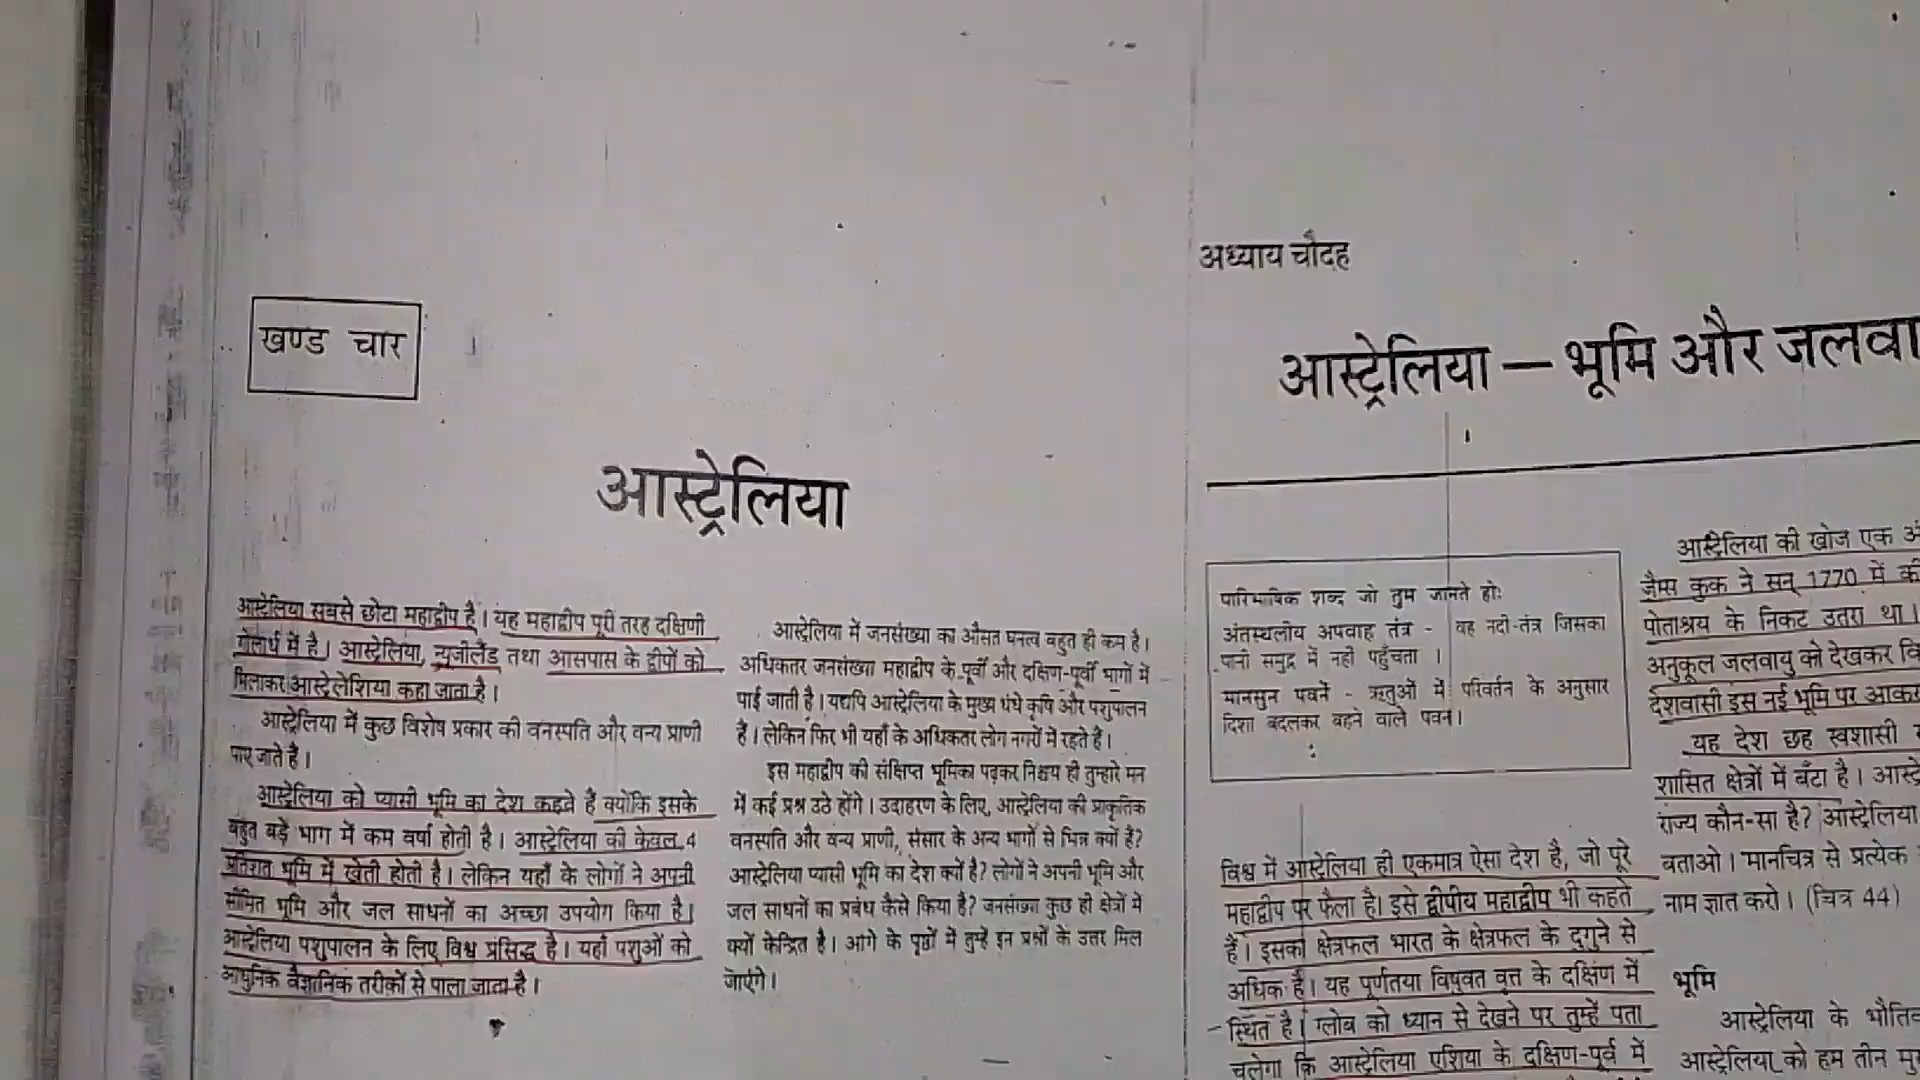 खण्ड चार
आस्ट्रेलिया
आस्ट्रेलिया सबसे छोटा महाद्वीप है। यह महाद्वीप पूरी तरह दक्षिणी
गोलार्ध में है। आस्ट्रेलिया, न्यूजीलैंड तथा आसपास के द्वीपों को
मिलाकर आस्ट्रेलेशिया कहा जाता है।
आस्ट्रेलिया में कुछ विशेष प्रकार की वनस्पति और वन्य प्राणी
पाए जाते हैं।
आस्ट्रेलिया को प्यासी भूमि का देश कहते हैं क्योंकि इसके
बहुत बड़े भाग में कम वर्षा होती है। आस्ट्रेलिया की केवल 4
प्रतिशत भूमि में खेती होती है। लेकिन यहाँ के लोगों ने अपनी
सीमित भूमि और जल साधनों का अच्छा उपयोग किया है।
आस्ट्रेलिया पशुपालन के लिए विश्व प्रसिद्ध है। यहाँ पशुओं को
आधुनिक वैज्ञानिक तरीकों से पाला जाता है।
आस्ट्रेलिया में जनसंख्या का औसत घनत्व बहुत ही कम है।
अधिकतर जनसंख्या महाद्वीप के पूर्वी और दक्षिण-पूर्वी भागों में
पाई जाती है। यद्यपि आस्ट्रेलिया के मुख्य धंधे कृषि और पशुपालन
हैं। लेकिन फिर भी यहाँ के अधिकतर लोग नगरों में रहते हैं।
इस महाद्वीप की संक्षिप्त भूमिका पढ़कर निश्चय ही तुम्हारे मन
में कई प्रश्न उठे होंगे। उदाहरण के लिए, आस्ट्रेलिया की प्राकृतिक
वनस्पति और वन्य प्राणी, संसार के अन्य भागों से भिन्न क्यों है?
आस्ट्रेलिया प्यासी भूमि का देश क्यों है? लोगों ने अपनी भूमि और
जल साधनों का प्रबंध कैसे किया है? जनसंख्या कुछ ही क्षेत्रों में
क्यों केन्द्रित है। आगे के पृष्ठों में तुम्हें इन प्रश्नों के उत्तर मिल
जाएंगे।
अध्याय चौदह
आस्ट्रेलिया — भूमि और जलवा
पारिभाषिक शब्द जो तुम जानते हो:
अंतस्थलीय अपवाह तंत्र - वह नदी-तंत्र जिसका
पानी समुद्र में नहीं पहुँचता ।
मानसुन पवनें - ऋतुओं में परिवर्तन के अनुसार
दिशा बदलकर बहने वाले पवन।
विश्व में आस्ट्रेलिया ही एकमात्र ऐसा देश है, जो पूरे
महाद्वीप पर फैला है। इसे द्वीपीय महाद्वीप भी कहते
हैं। इसका क्षेत्रफल भारत के क्षेत्रफल के दुगुने से
अधिक है। यह पूर्णतया विषुवत वृत्त के दक्षिण में
स्थित है। ग्लोब को ध्यान से देखने पर तुम्हें पता
चलेगा कि आस्ट्रेलिया एशिया के दक्षिण-पूर्व में
आस्ट्रेलिया की खोज एक अं
जैम्स कुक ने सन् 1770 में की
पोताश्रय के निकट उतरा था।
अनुकूल जलवायु को देखकर
देशवासी इस नई भूमि पर आकर
यह देश छह स्वशासी
शासित क्षेत्रों में बँटा है। आस्ट्रे
राज्य कौन-सा है? आस्ट्रेलिया
बताओ। मानचित्र से प्रत्येक
नाम ज्ञात करो। (चित्र 44)
भूमि
आस्ट्रेलिया के भौति
आस्ट्रेलिया को हम तीन मु